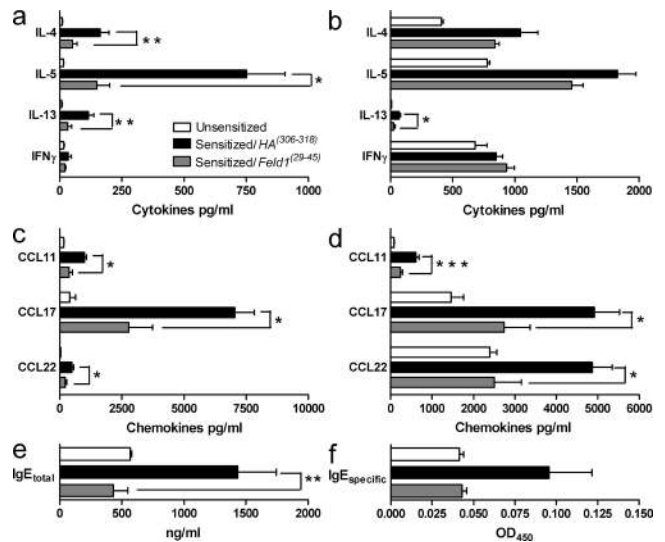 a
IL-4
**
IL-5
*
IL-13
**
IFNγ
Unsensitized
Sensitized/HA(306-318)
Sensitized/Feld1(29-45)
0 250 500 750 1000
Cytokines pg/ml
b
IL-4
IL-5
IL-13
*
IFNγ
0 500 1000 1500 2000
Cytokines pg/ml
c
CCL11
*
CCL17
*
CCL22
*
0 2500 5000 7500 10000
Chemokines pg/ml
d
CCL11
***
CCL17
*
CCL22
*
0 1000 2000 3000 4000 5000 6000
Chemokines pg/ml
e
IgEtotal
**
0 500 1000 1500 2000
ng/ml
f
IgEspecific
0.000 0.025 0.050 0.075 0.100 0.125 0.150
OD450